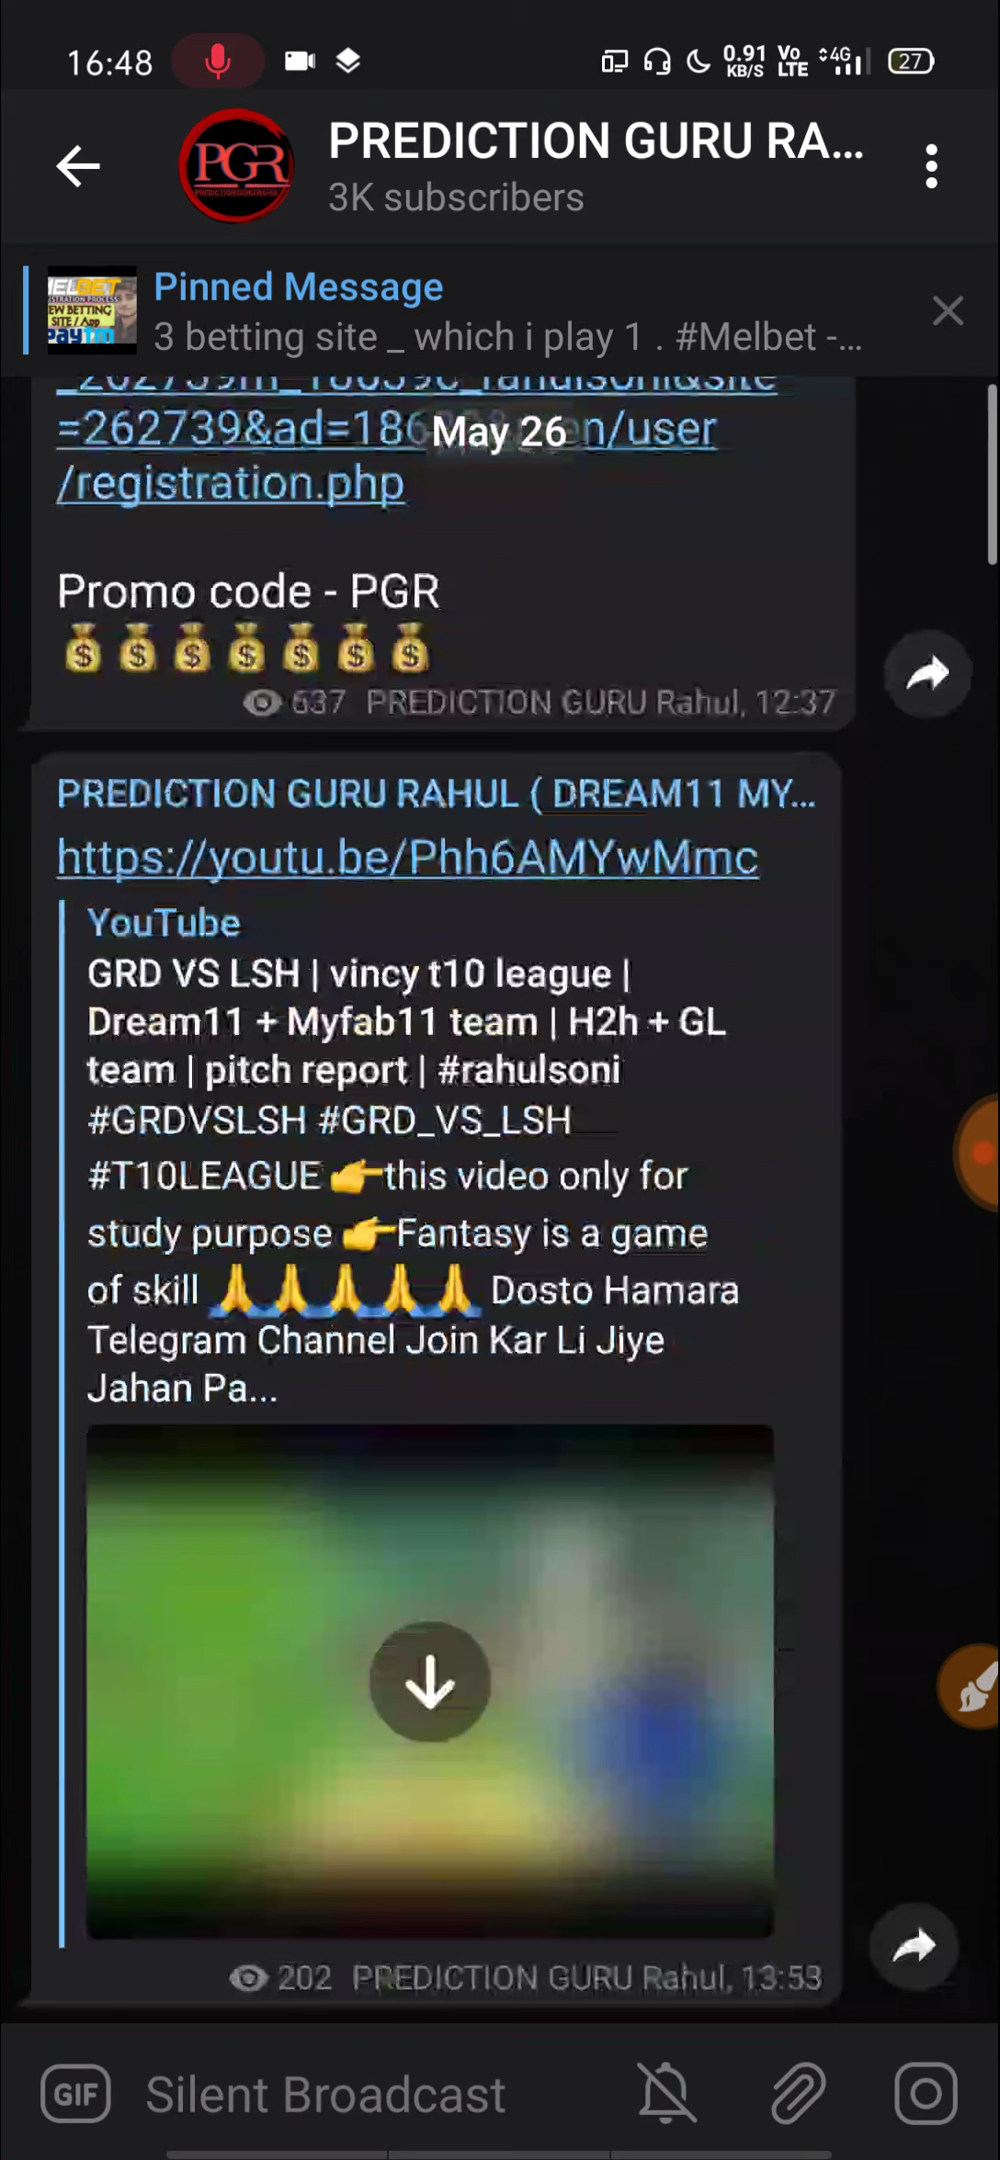 16:48
0.91 KB/S
Vo LTE
4G
27
PGR
PREDICTION GURU RA...
3K subscribers
Pinned Message
3 betting site _ which i play 1 . #Melbet -...
=262739&ad=186
May 26
n/user
/registration.php
Promo code - PGR
637 PREDICTION GURU Rahul, 12:37
PREDICTION GURU RAHUL ( DREAM11 MY...
https://youtu.be/Phh6AMYwMmc
YouTube
GRD VS LSH | vincy t10 league |
Dream11 + Myfab11 team | H2h + GL
team | pitch report | #rahulsoni
#GRDVSLSH #GRD_VS_LSH
#T10LEAGUE 👉this video only for
study purpose 👉Fantasy is a game
of skill 🙏🙏🙏🙏🙏 Dosto Hamara
Telegram Channel Join Kar Li Jiye
Jahan Pa...
202 PREDICTION GURU Rahul, 13:53
GIF
Silent Broadcast